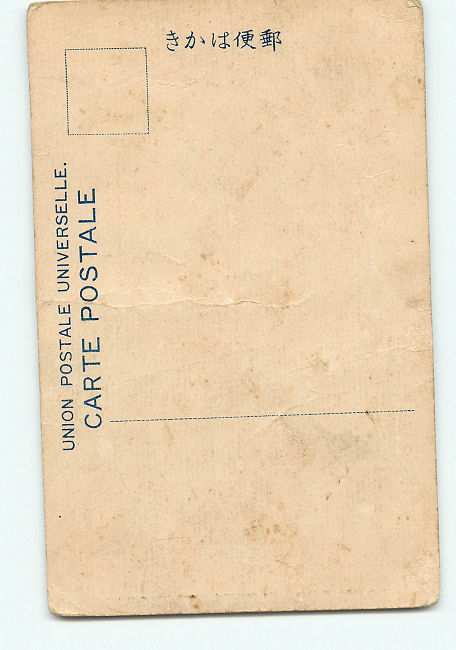 郵便はかき
UNION POSTALE UNIVERSELLE.
CARTE POSTALE